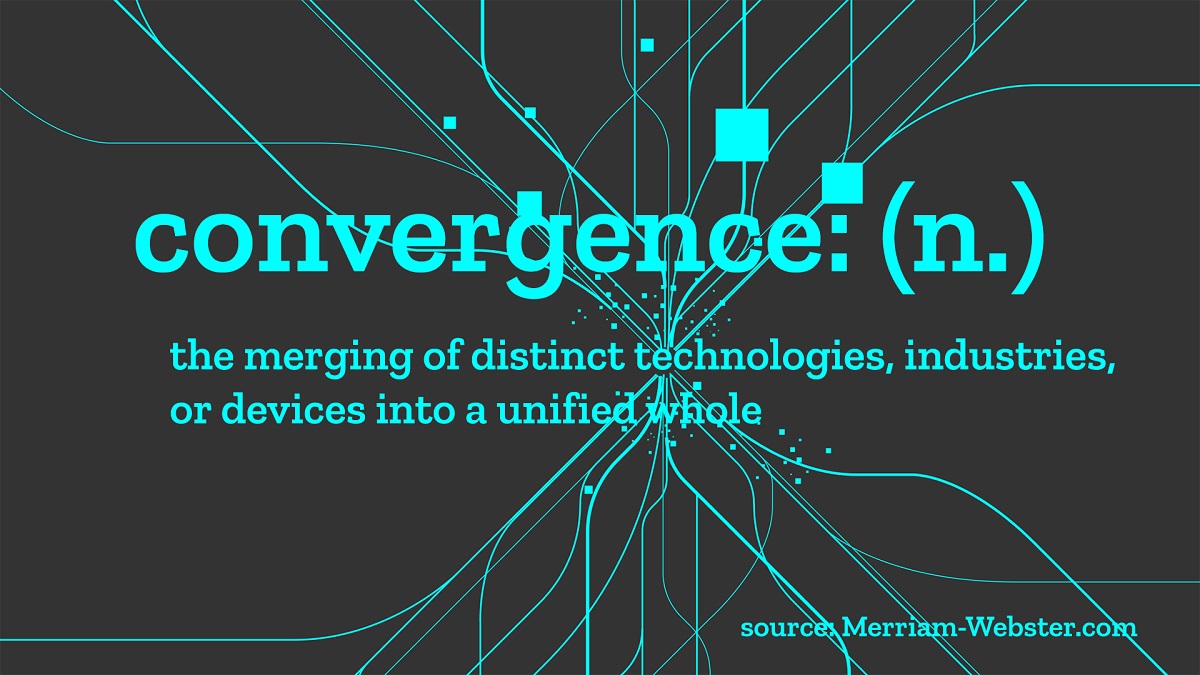 convergence: (n.)
the merging of distinct technologies, industries,
or devices into a unified whole
source: Merriam-Webster.com